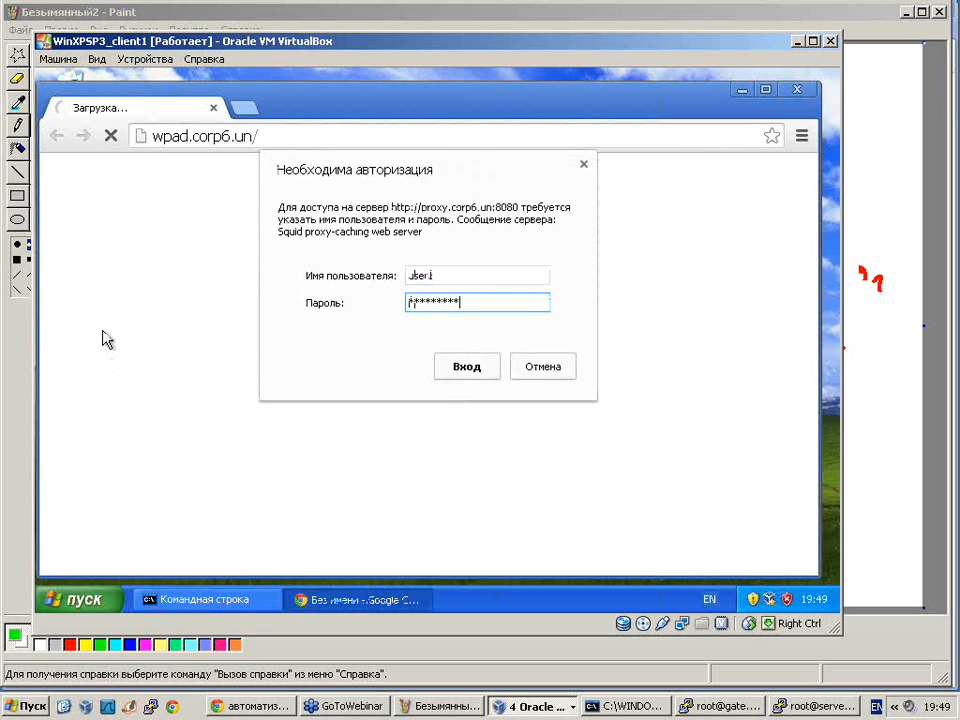 Безымянный2 - Paint
WinXPSP3_client1 [Работает] - Oracle VM VirtualBox
Машина Вид Устройства Справка
Загрузка...
wpad.corp6.un/
Необходима авторизация
Для доступа на сервер http://proxy.corp6.un:8080 требуется
указать имя пользователя и пароль. Сообщение сервера:
Squid proxy-caching web server
Имя пользователя:
Пароль: *********
Вход Отмена
пуск Командная строка Без имени - Google C... EN 19:49
Right Ctrl
Для получения справки выберите команду "Вызов справки" из меню "Справка".
Пуск автоматиз... GoToWebinar Безымянны... 4 Oracle ... C:\WINDO... root@gate.... root@serve... EN « 19:49